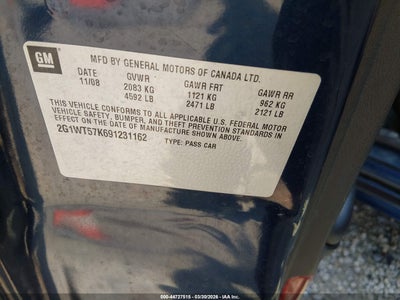 GM
MFD BY GENERAL MOTORS OF CANADA LTD.
DATE GVWR GAWR FRT GAWR RR
11/08 2083 KG 1121 KG 962 KG
4592 LB 2471 LB 2121 LB
THIS VEHICLE CONFORMS TO ALL APPLICABLE U.S. FEDERAL MOTOR
VEHICLE SAFETY, BUMPER, AND THEFT PREVENTION STANDARDS
IN EFFECT ON THE DATE OF MANUFACTURE SHOWN ABOVE.
2G1WT57K691231162 TYPE: PASS CAR
000-44727515 | 03/20/2026 | IAA Inc.